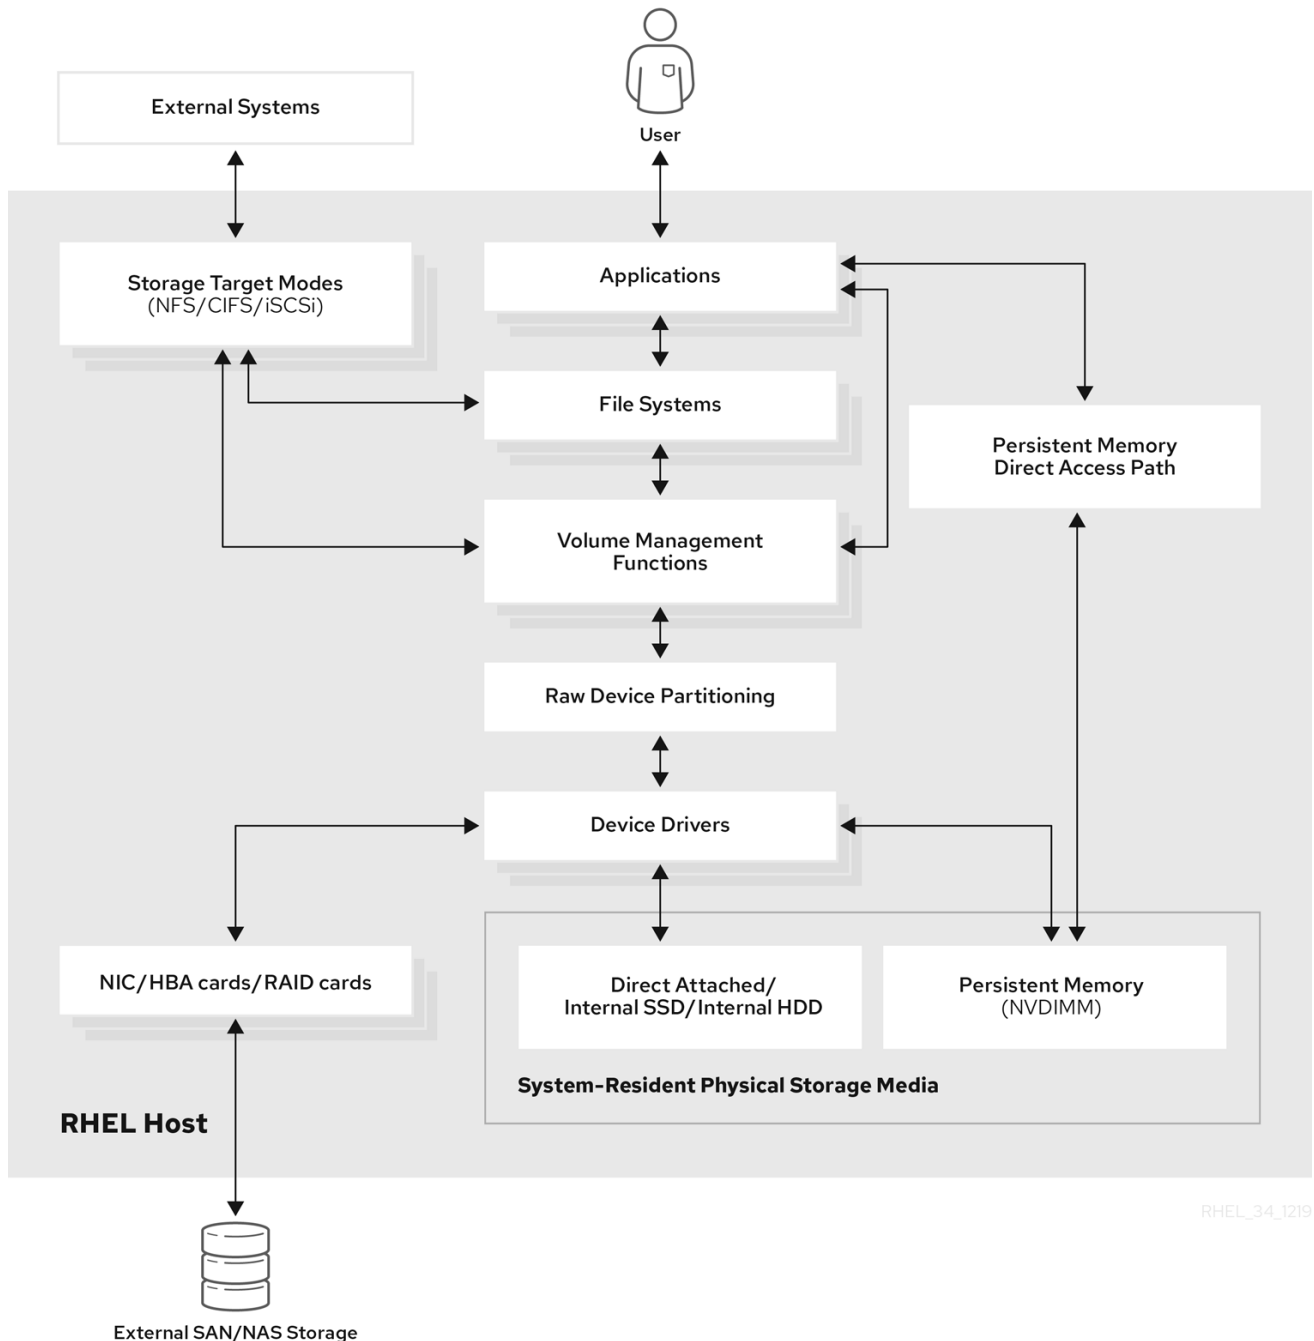 User
External Systems
Storage Target Modes
(NFS/CIFS/iSCSi)
Applications
File Systems
Persistent Memory
Direct Access Path
Volume Management
Functions
Raw Device Partitioning
Device Drivers
NIC/HBA cards/RAID cards
Direct Attached/
Internal SSD/Internal HDD
Persistent Memory
(NVDIMM)
System-Resident Physical Storage Media
RHEL Host
RHEL_34_1219
External SAN/NAS Storage